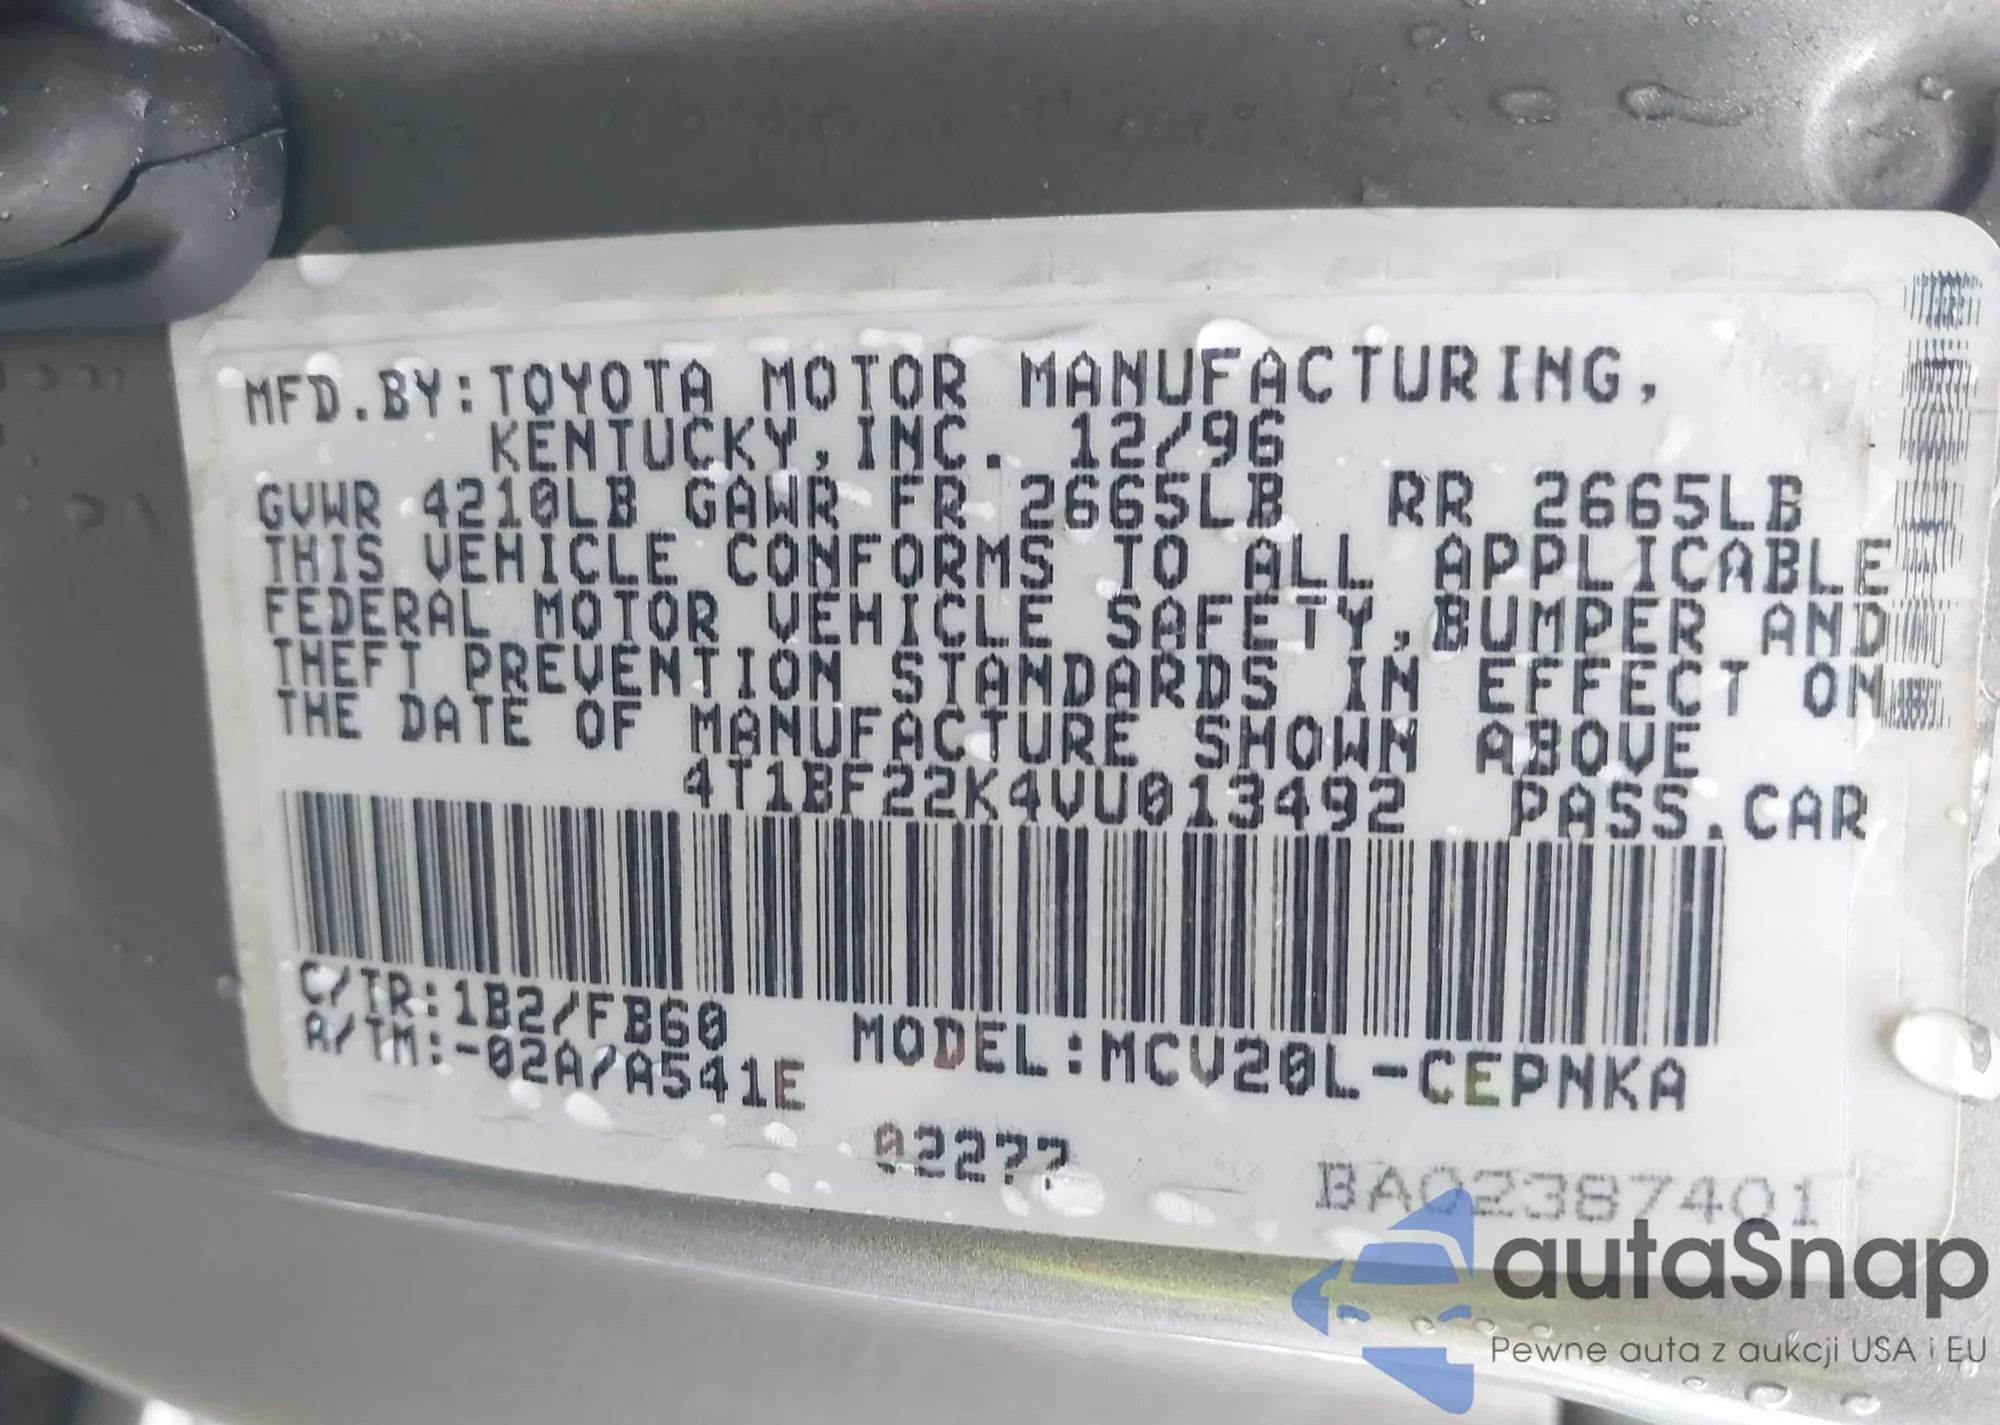 MFD.BY:TOYOTA MOTOR MANUFACTURING,
KENTUCKY,INC. 12/96
GVWR 4210LB GAWR FR 2665LB RR 2665LB
THIS VEHICLE CONFORMS TO ALL APPLICABLE
FEDERAL MOTOR VEHICLE SAFETY,BUMPER AND
THEFT PREVENTION STANDARDS IN EFFECT ON
THE DATE OF MANUFACTURE SHOWN ABOVE
4T1BF22K4VU013492 PASS.CAR
C/TR:1B2/FB60
A/TM:-02A/A541E
MODEL:MCV20L-CEPNKA
BA02387401
autaSnap
Pewne auta z aukcji USA i EU